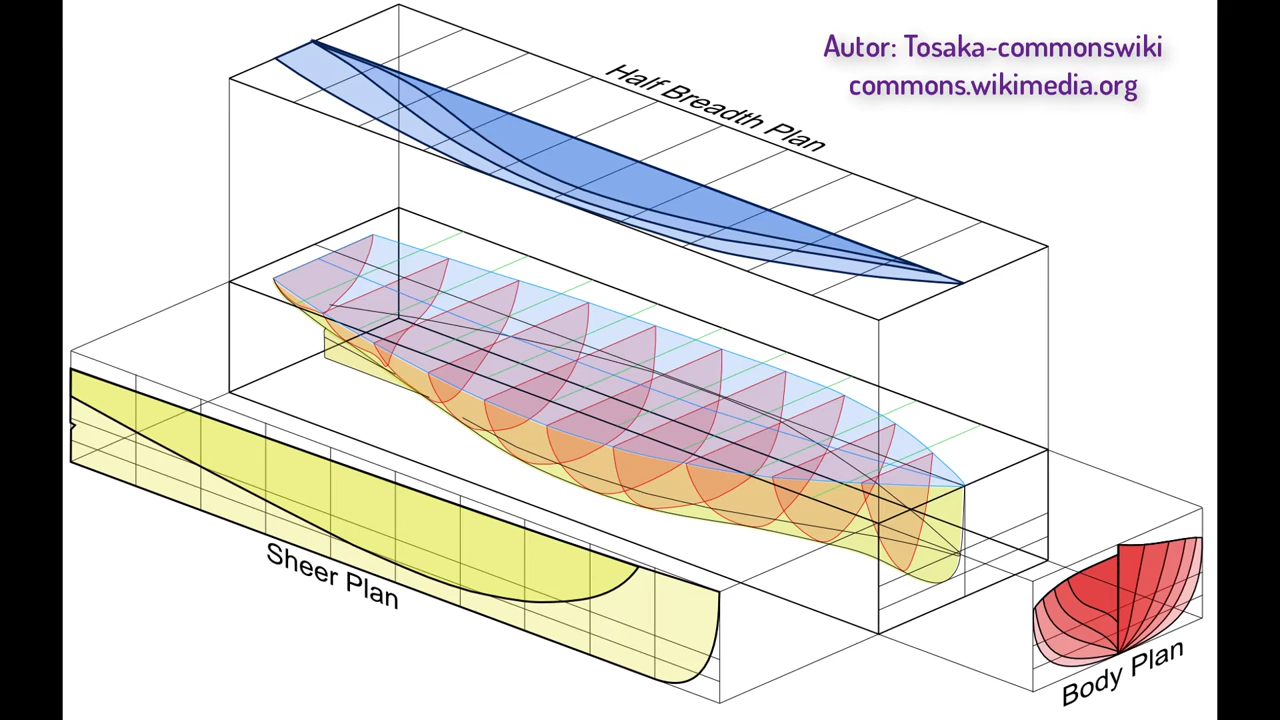 Autor: Tosaka~commonswiki
commons.wikimedia.org
Half Breadth Plan
Sheer Plan
Body Plan